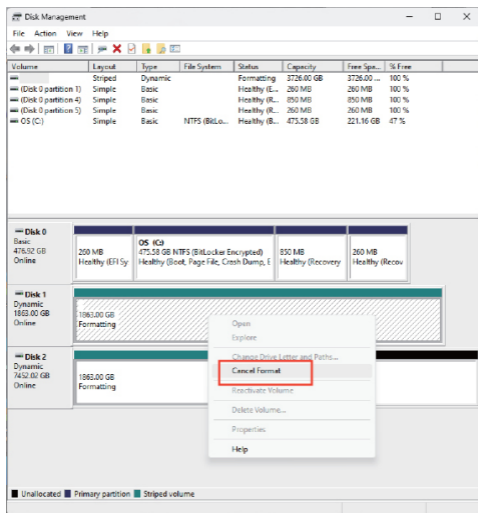 Disk Management
File Action View Help
Volume Layout Type File System Status Capacity Free Spa... % Free
Striped Dynamic Formatting 3726.00 GB 3726.00 ... 100 %
(Disk 0 partition 1) Simple Basic Healthy (E... 260 MB 260 MB 100 %
(Disk 0 partition 4) Simple Basic Healthy (R... 850 MB 850 MB 100 %
(Disk 0 partition 5) Simple Basic Healthy (R... 260 MB 260 MB 100 %
OS (C:) Simple Basic NTFS (BitLo... Healthy (B... 475.58 GB 221.16 GB 47 %
Disk 0
Basic
476.92 GB
Online
260 MB
Healthy (EFI Sy
OS (C:)
475.58 GB NTFS (BitLocker Encrypted)
Healthy (Boot, Page File, Crash Dump, E
850 MB
Healthy (Recovery
260 MB
Healthy (Recov
Disk 1
Dynamic
1863.00 GB
Online
1863.00 GB
Formatting
Disk 2
Dynamic
7452.02 GB
Online
1863.00 GB
Formatting
Open
Explore
Change Drive Letter and Paths...
Cancel Format
Reactivate Volume
Delete Volume...
Properties
Help
Unallocated Primary partition Striped volume